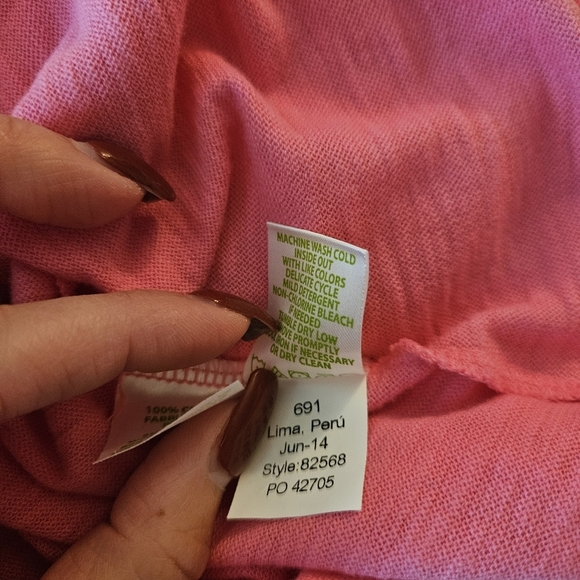 MACHINE WASH COLD
INSIDE OUT
WITH LIKE COLORS
DELICATE CYCLE
MILD DETERGENT
NON-CHLORINE BLEACH
IF NEEDED
DRY LOW
PROMPTLY
IF NECESSARY
OR DRY CLEAN
100%
691
Lima, Perú
Jun-14
Style:82568
PO 42705